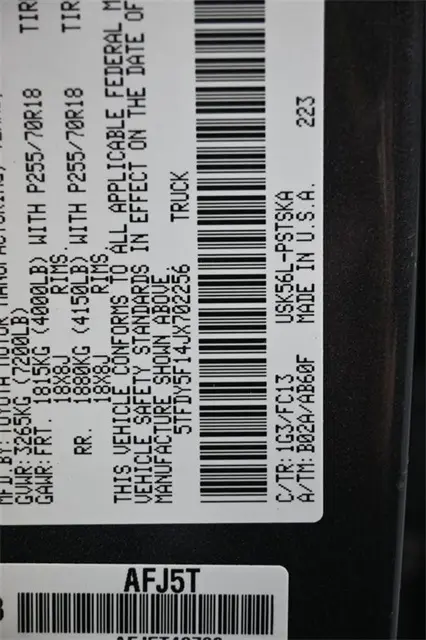 MFD.BY:TOYOTA MOTOR MANUFACTURING, TEXAS,
GVWR: 3265KG (7200LB)
GAWR:FRT. 1815KG (4000LB) WITH P255/70R18 TIR
18X8J RIMS.
RR. 1880KG (4150LB) WITH P255/70R18 TIR
18X8J RIMS.
THIS VEHICLE CONFORMS TO ALL APPLICABLE FEDERAL M
VEHICLE SAFETY STANDARDS IN EFFECT ON THE DATE OF
MANUFACTURE SHOWN ABOVE.
5TFDY5F14JX702256 TRUCK
C/TR:1G3/FC13 USK56L-PSTSKA 223
A/TM:B02A/AB60F MADE IN U.S.A.
AFJ5T